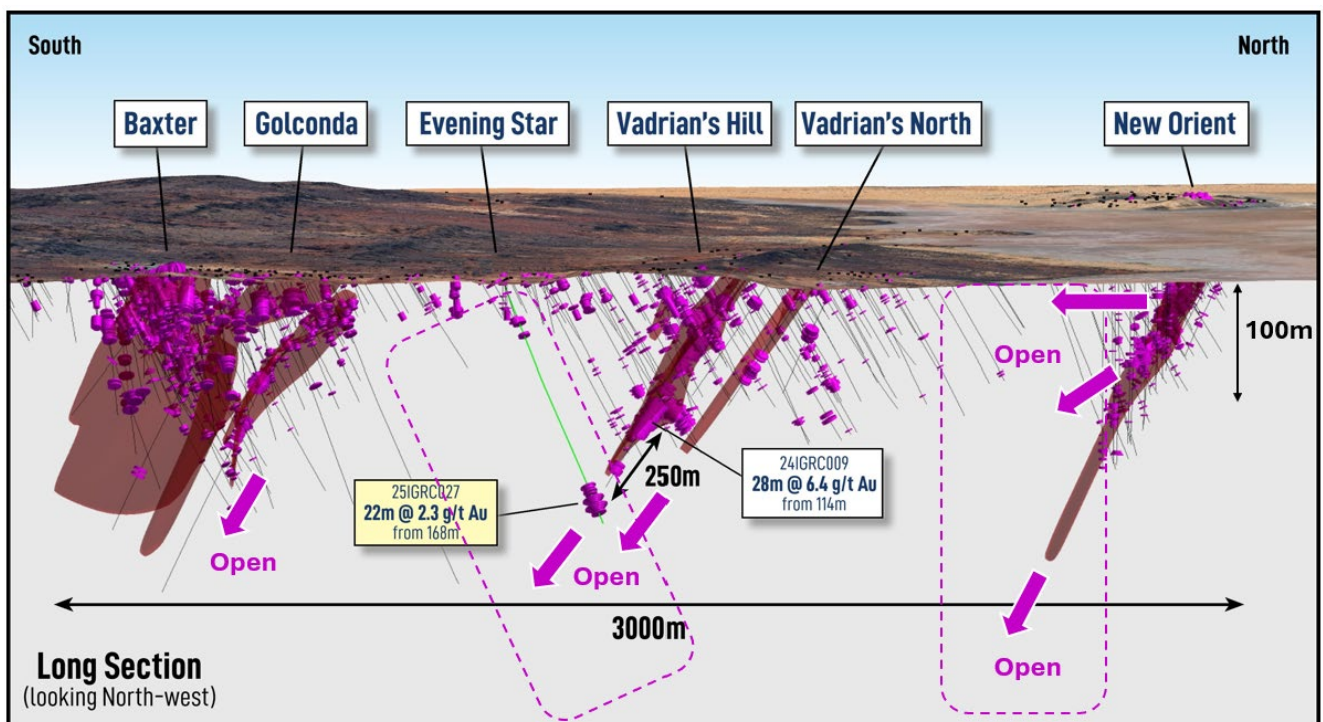 South
North
Baxter
Golconda
Evening Star
Vadrian's Hill
Vadrian's North
New Orient
Open
100m
250m
25IGRC027
22m @ 2.3 g/t Au
from 168m
24IGRC009
28m @ 6.4 g/t Au
from 114m
Open
Open
3000m
Open
Long Section
(looking North-west)